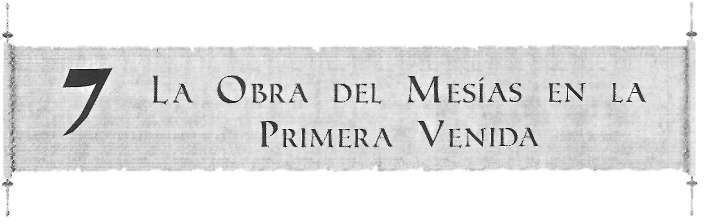 7 La Obra del Mesías en la
Primera Venida